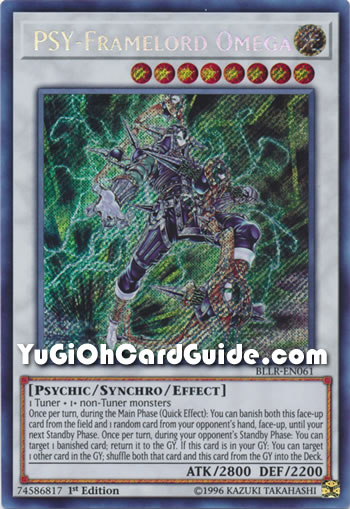 PSY-Framelord Omega
YuGiOhCardGuide.com
BLLR-EN061
[Psychic/Synchro/Effect]
1 Tuner + 1+ non-Tuner monsters
Once per turn, during the Main Phase (Quick Effect): You can banish both this face-up
card from the field and 1 random card from your opponent's hand, face-up, until your
next Standby Phase. Once per turn, during your opponent's Standby Phase: You can
target 1 banished card; return it to the GY. If this card is in your GY: You can target
1 other card in the GY; shuffle both that card and this card from the GY into the Deck.
ATK/2800 DEF/2200
74586817 1st Edition ©1996 KAZUKI TAKAHASHI